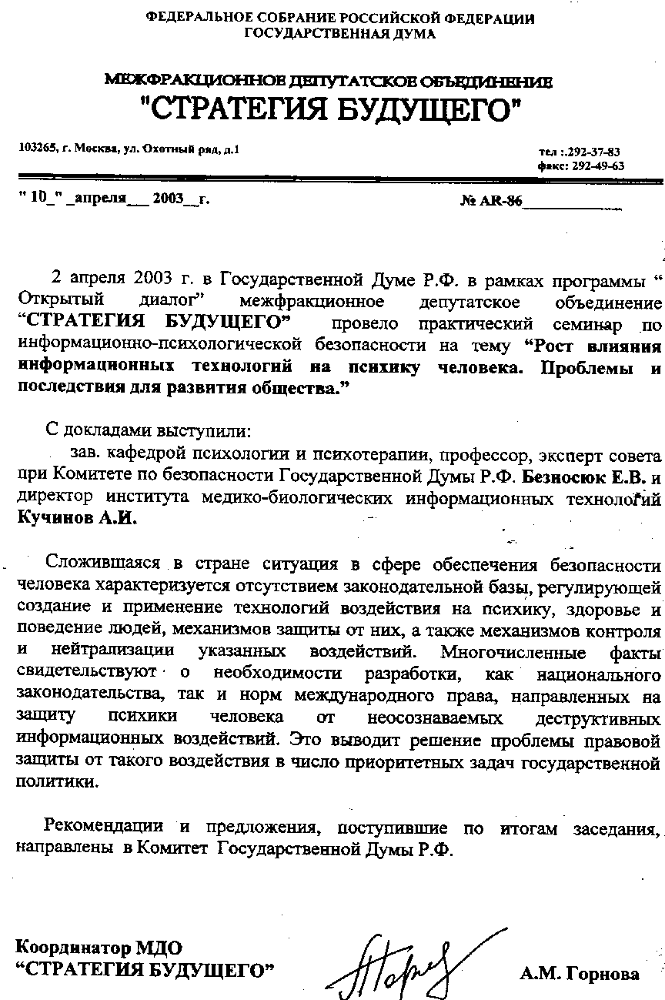 ФЕДЕРАЛЬНОЕ СОБРАНИЕ РОССИЙСКОЙ ФЕДЕРАЦИИ
ГОСУДАРСТВЕННАЯ ДУМА
МЕЖФРАКЦИОННОЕ ДЕПУТАТСКОЕ ОБЪЕДИНЕНИЕ
"СТРАТЕГИЯ БУДУЩЕГО"
103265, г. Москва, ул. Охотный ряд, д.1
тел :.292-37-83
факс: 292-49-63
" 10_" _апреля___ 2003__г.
№ AR-86__________
2 апреля 2003 г. в Государственной Думе Р.Ф. в рамках программы “
Открытый диалог” межфракционное депутатское объединение
“СТРАТЕГИЯ БУДУЩЕГО” провело практический семинар по
информационно-психологической безопасности на тему “Рост влияния
информационных технологий на психику человека. Проблемы и
последствия для развития общества.”
С докладами выступили:
зав. кафедрой психологии и психотерапии, профессор, эксперт совета
при Комитете по безопасности Государственной Думы Р.Ф. Безносюк Е.В. и
директор института медико-биологических информационных технологий
Кучинов А.И.
Сложившаяся в стране ситуация в сфере обеспечения безопасности
человека характеризуется отсутствием законодательной базы, регулирующей
создание и применение технологий воздействия на психику, здоровье и
поведение людей, механизмов защиты от них, а также механизмов контроля
и нейтрализации указанных воздействий. Многочисленные факты
свидетельствуют о необходимости разработки, как национального
законодательства, так и норм международного права, направленных на
защиту психики человека от неосознаваемых деструктивных
информационных воздействий. Это выводит решение проблемы правовой
защиты от такого воздействия в число приоритетных задач государственной
политики.
Рекомендации и предложения, поступившие по итогам заседания,
направлены в Комитет Государственной Думы Р.Ф.
Координатор МДО
“СТРАТЕГИЯ БУДУЩЕГО”
А.М. Горнова